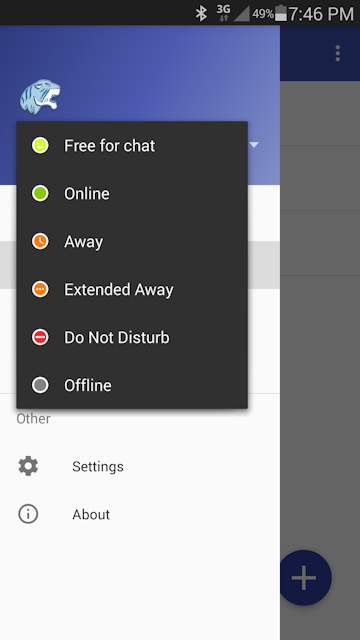 3G 49% 7:46 PM
Free for chat
Online
Away
Extended Away
Do Not Disturb
Offline
Other
Settings
About